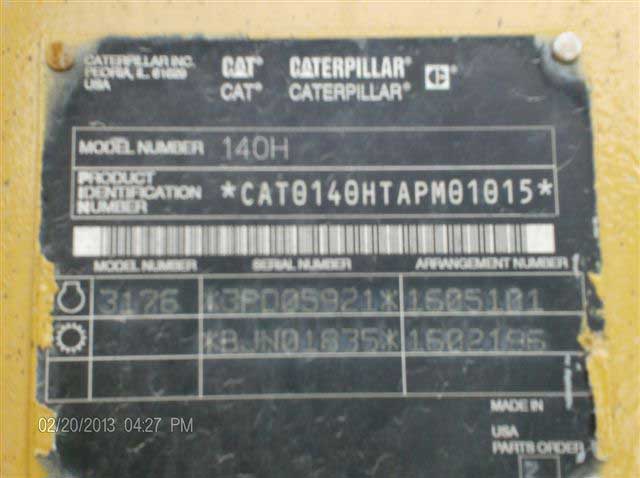 CATERPILLAR INC.
PEORIA, IL. 61629
USA
CAT® CATERPILLAR®
CAT® CATERPILLAR®
MODEL NUMBER 140H
PRODUCT
IDENTIFICATION
NUMBER
*CAT0140HTAPM01015*
MODEL NUMBER SERIAL NUMBER ARRANGEMENT NUMBER
3176 *3PD05921* 1605101
*8JN01835* 1602196
MADE IN
USA
PARTS ORDER
02/20/2013 04:27 PM